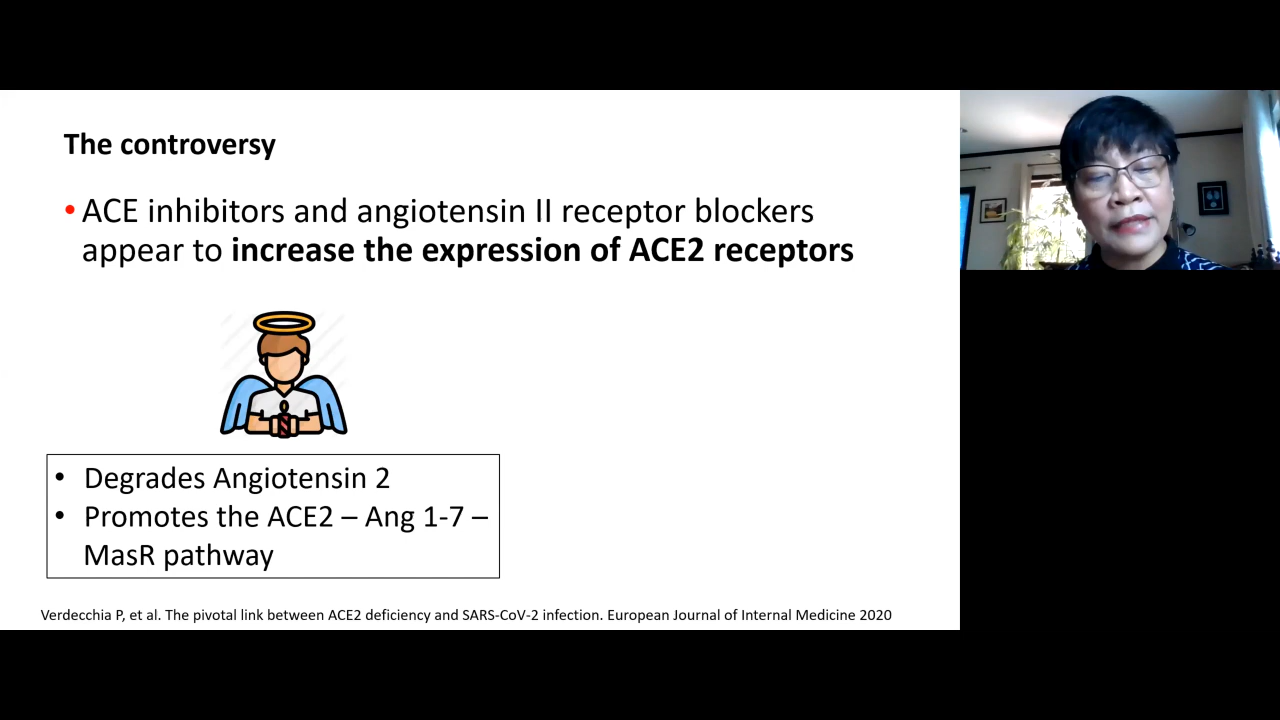 The controversy
• ACE inhibitors and angiotensin II receptor blockers
appear to increase the expression of ACE2 receptors
• Degrades Angiotensin 2
• Promotes the ACE2 – Ang 1-7 –
MasR pathway
Verdecchia P, et al. The pivotal link between ACE2 deficiency and SARS-CoV-2 infection. European Journal of Internal Medicine 2020